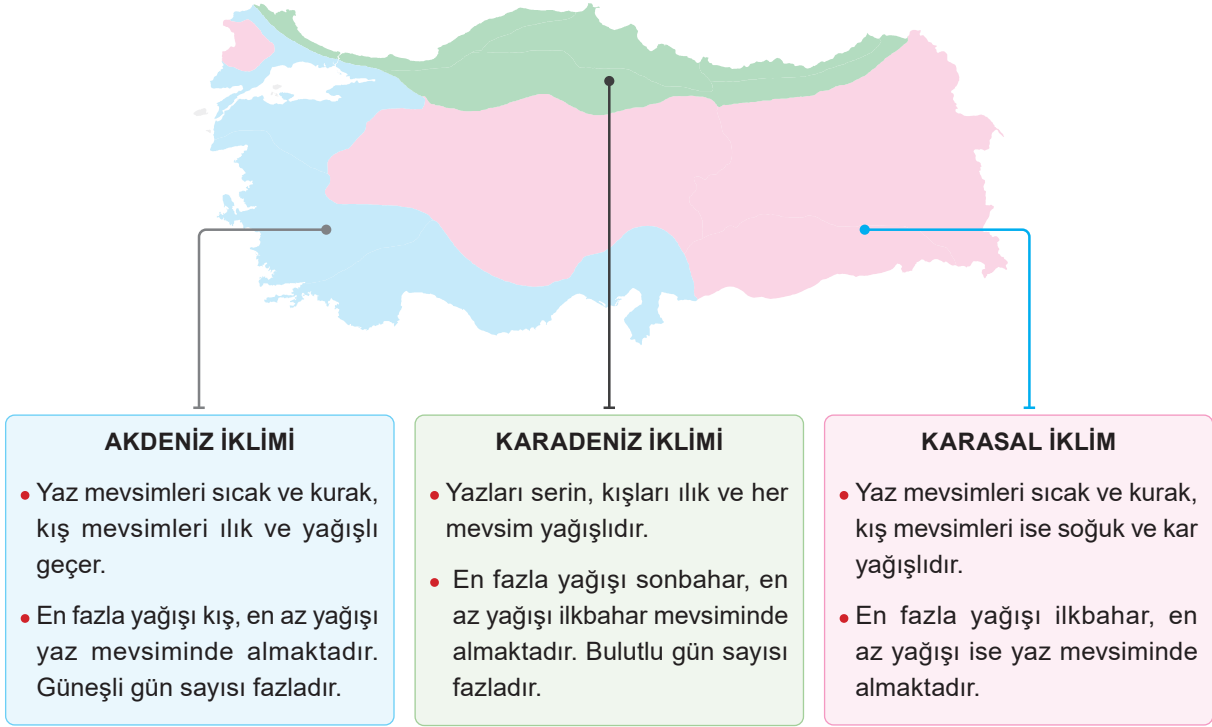 AKDENİZ İKLİMİ
• Yaz mevsimleri sıcak ve kurak,
kış mevsimleri ılık ve yağışlı
geçer.
• En fazla yağışı kış, en az yağışı
yaz mevsiminde almaktadır.
Güneşli gün sayısı fazladır.
KARADENİZ İKLİMİ
• Yazları serin, kışları ılık ve her
mevsim yağışlıdır.
• En fazla yağışı sonbahar, en
az yağışı ilkbahar mevsiminde
almaktadır. Bulutlu gün sayısı
fazladır.
KARASAL İKLİM
• Yaz mevsimleri sıcak ve kurak,
kış mevsimleri ise soğuk ve kar
yağışlıdır.
• En fazla yağışı ilkbahar, en
az yağışı ise yaz mevsiminde
almaktadır.